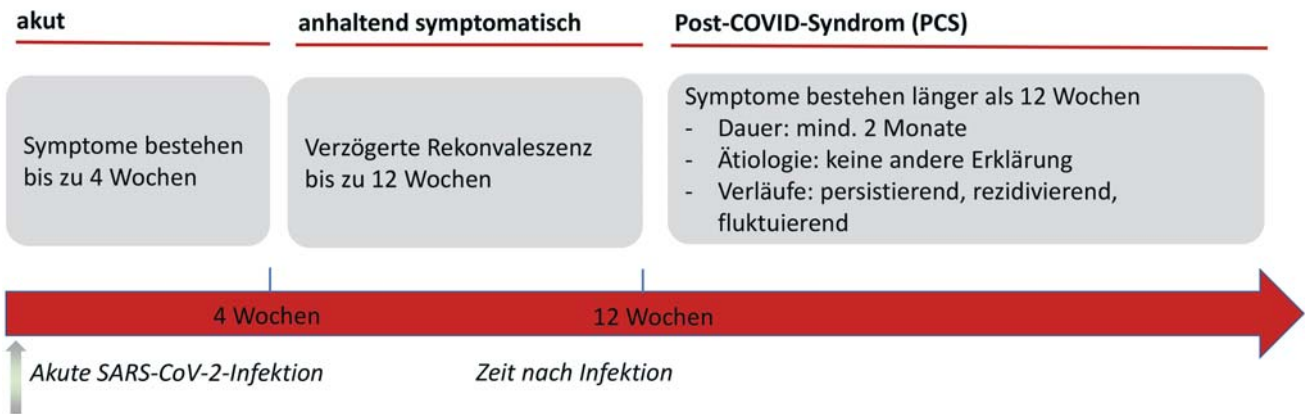 akut
anhaltend symptomatisch
Post-COVID-Syndrom (PCS)
Symptome bestehen
bis zu 4 Wochen
Verzögerte Rekonvaleszenz
bis zu 12 Wochen
Symptome bestehen länger als 12 Wochen
- Dauer: mind. 2 Monate
- Ätiologie: keine andere Erklärung
- Verläufe: persistierend, rezidivierend,
fluktuierend
4 Wochen
12 Wochen
Akute SARS-CoV-2-Infektion
Zeit nach Infektion